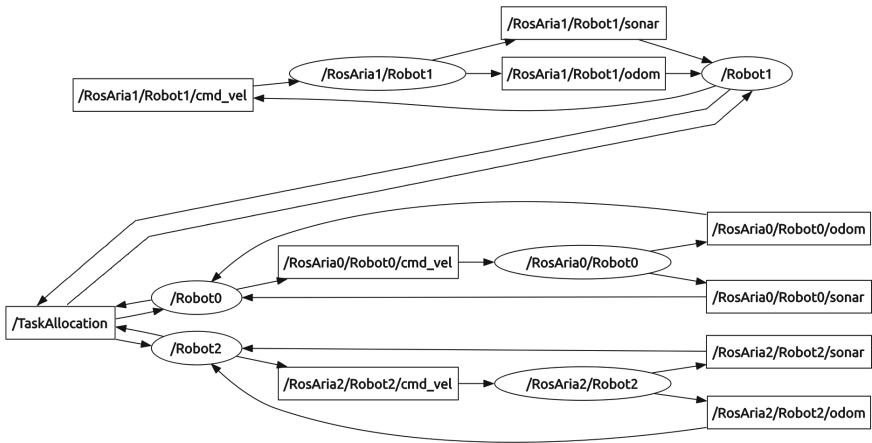 /RosAria1/Robot1/sonar
/RosAria1/Robot1
/RosAria1/Robot1/odom
/Robot1
/RosAria1/Robot1/cmd_vel
/RosAria0/Robot0/odom
/RosAria0/Robot0/cmd_vel
/RosAria0/Robot0
/Robot0
/RosAria0/Robot0/sonar
/TaskAllocation
/Robot2
/RosAria2/Robot2/sonar
/RosAria2/Robot2/cmd_vel
/RosAria2/Robot2
/RosAria2/Robot2/odom